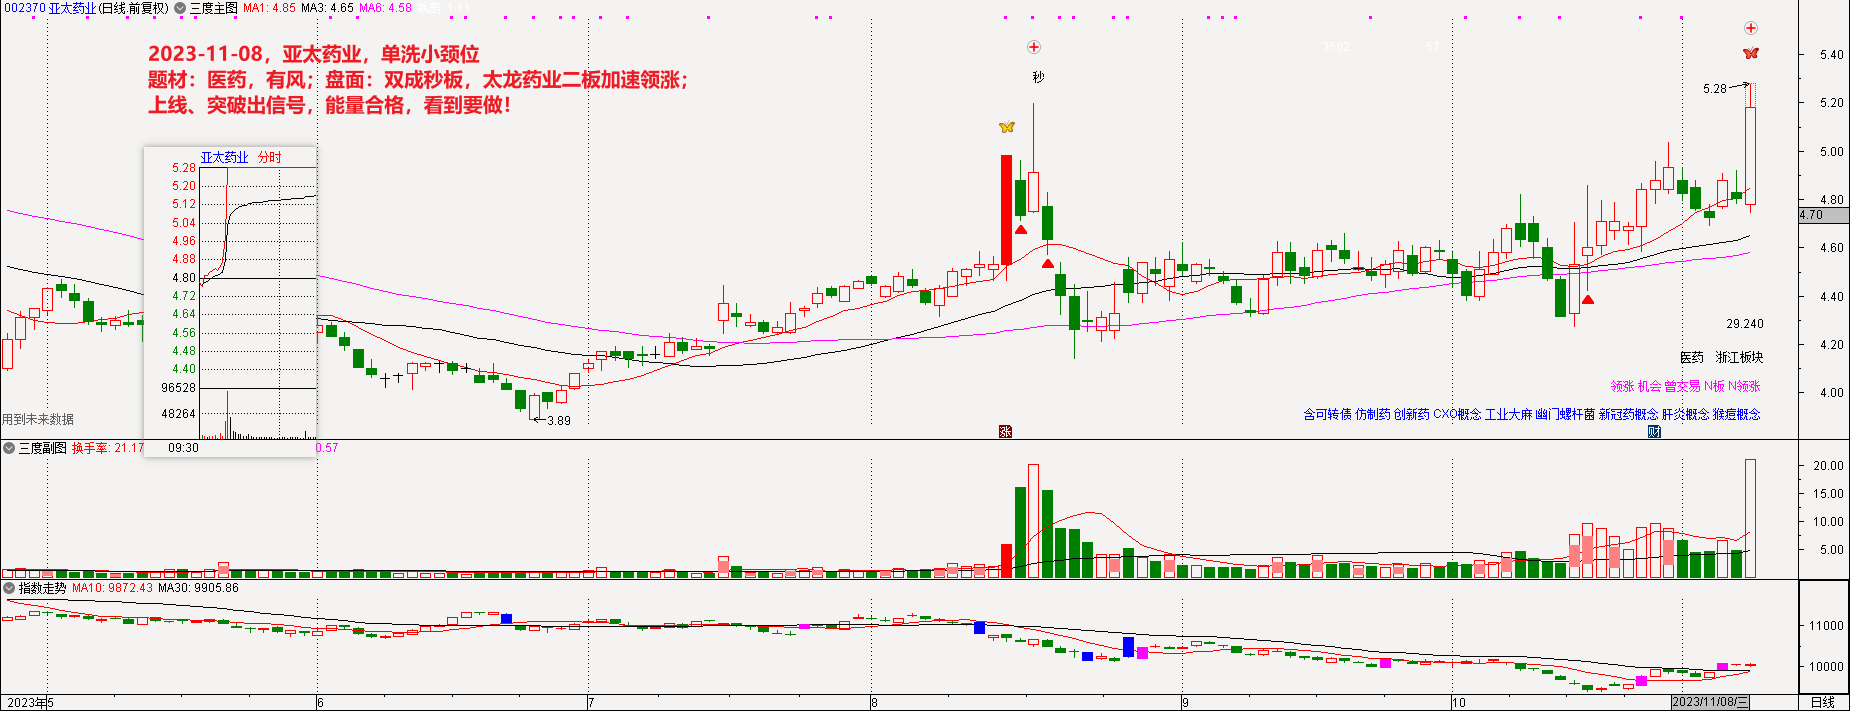 002370 亚太药业(日线.前复权) 三度主图 MA1: 4.85 MA3: 4.65 MA6: 4.58 1.11
2023-11-08，亚太药业，单洗小颈位
题材：医药，有风；盘面：双成秒板，太龙药业二板加速领涨；
上线、突破出信号，能量合格，看到要做！
3502 57
秒
5.28
5.40
5.20
5.00
4.80
4.70
4.60
4.40
4.20
4.00
亚太药业 分时
5.28
5.20
5.12
5.04
4.96
4.88
4.80
4.72
4.64
4.56
4.48
4.40
96528
48264
09:30
3.89
29.240
医药 浙江板块
领涨 机会 曾交易 N板 N领涨
含可转债 仿制药 创新药 CXO概念 工业大麻 幽门螺杆菌 新冠药概念 肝炎概念 猴痘概念
用到未来数据
涨
财
三度副图 换手率: 21.17 0.57
20.00
15.00
10.00
5.00
指数走势 MA10: 9872.43 MA30: 9905.86
11000
10000
2023年5 6 7 8 9 10 2023/11/08/三 日线